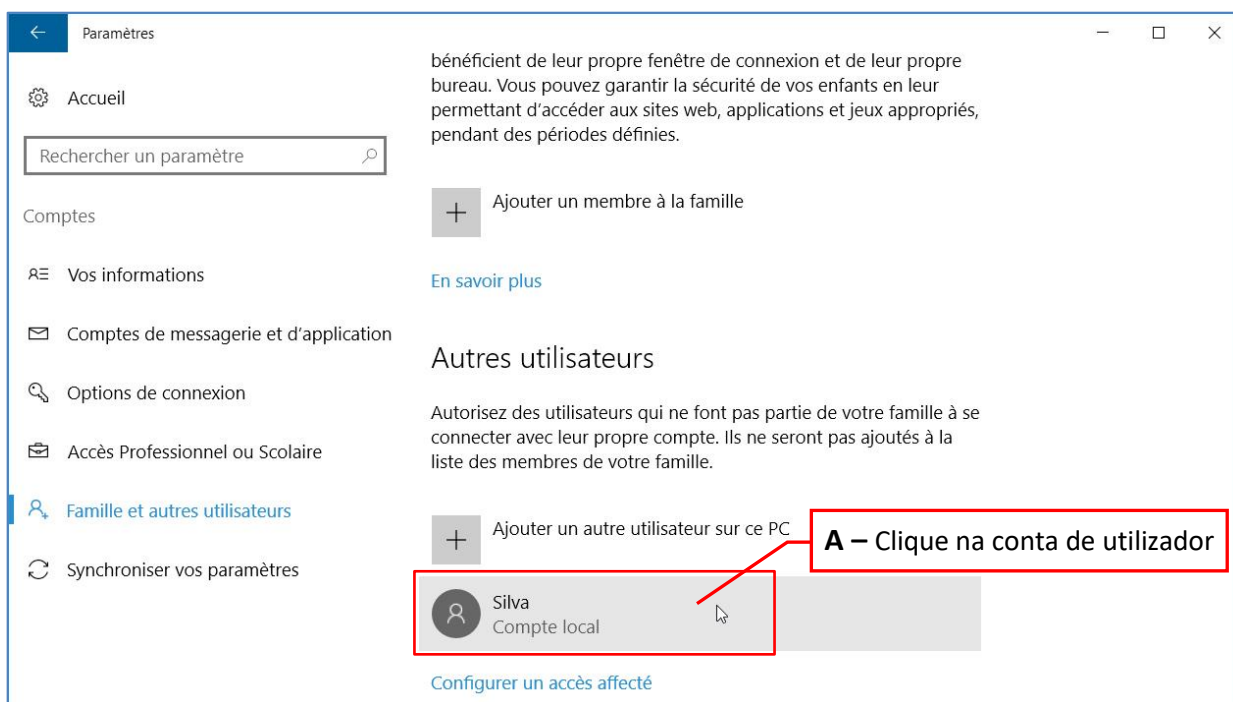 Paramètres
Accueil
Rechercher un paramètre
Comptes
Vos informations
Comptes de messagerie et d'application
Options de connexion
Accès Professionnel ou Scolaire
Famille et autres utilisateurs
Synchroniser vos paramètres
bénéficient de leur propre fenêtre de connexion et de leur propre
bureau. Vous pouvez garantir la sécurité de vos enfants en leur
permettant d'accéder aux sites web, applications et jeux appropriés,
pendant des périodes définies.
Ajouter un membre à la famille
En savoir plus
Autres utilisateurs
Autorisez des utilisateurs qui ne font pas partie de votre famille à se
connecter avec leur propre compte. Ils ne seront pas ajoutés à la
liste des membres de votre famille.
Ajouter un autre utilisateur sur ce PC
A – Clique na conta de utilizador
Silva
Compte local
Configurer un accès affecté